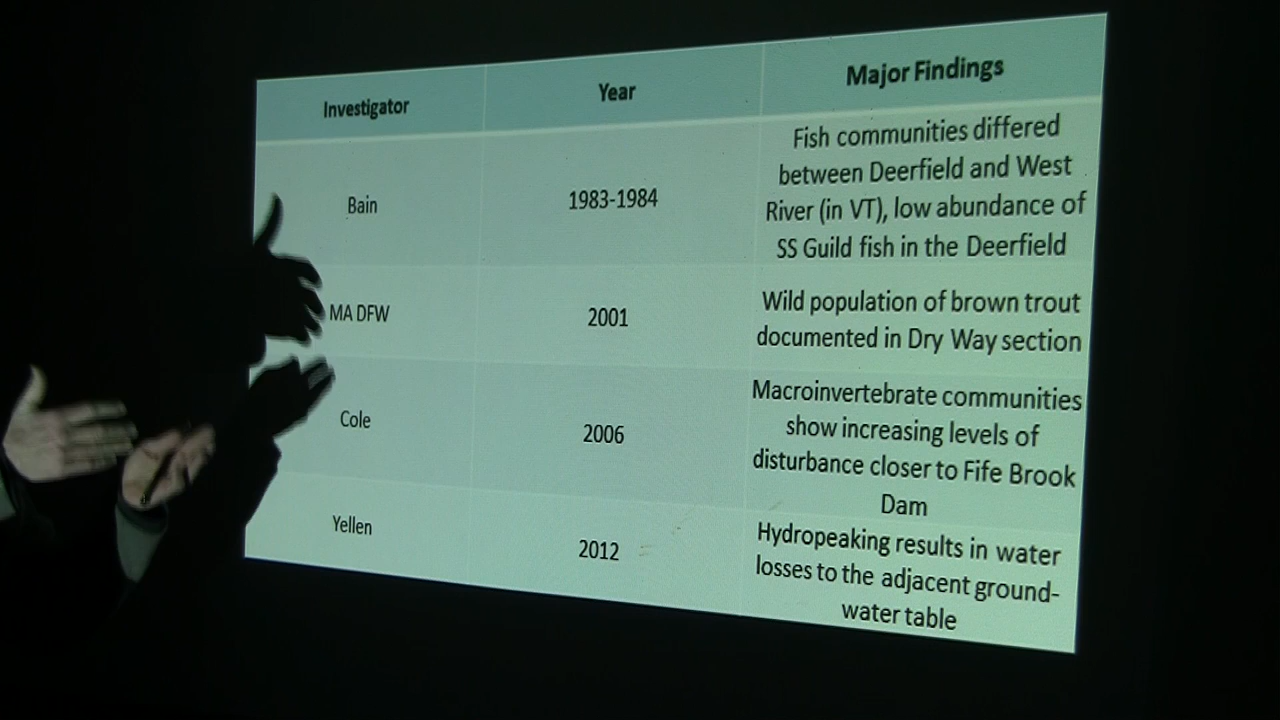 Investigator Year Major Findings
Bain 1983-1984 Fish communities differed
between Deerfield and West
River (in VT), low abundance of
SS Guild fish in the Deerfield
MA DFW 2001 Wild population of brown trout
documented in Dry Way section
Cole 2006 Macroinvertebrate communities
show increasing levels of
disturbance closer to Fife Brook
Dam
Yellen 2012 Hydropeaking results in water
losses to the adjacent ground-
water table